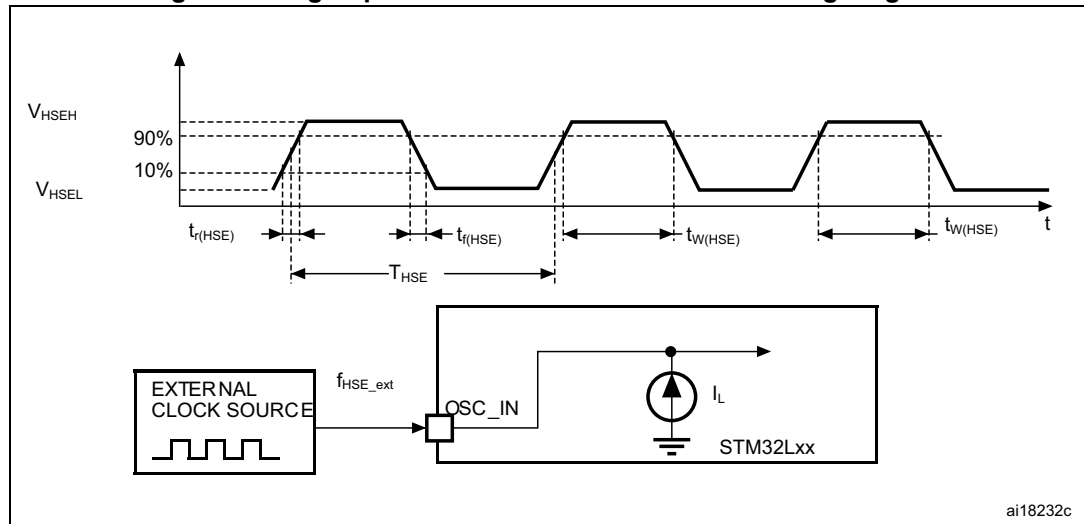 V_HSEH
90%
10%
V_HSEL
t_r(HSE)
t_f(HSE)
t_W(HSE)
t_W(HSE)
t
T_HSE
EXTERNAL
CLOCK SOURCE
f_HSE_ext
OSC_IN
I_L
STM32Lxx
ai18232c